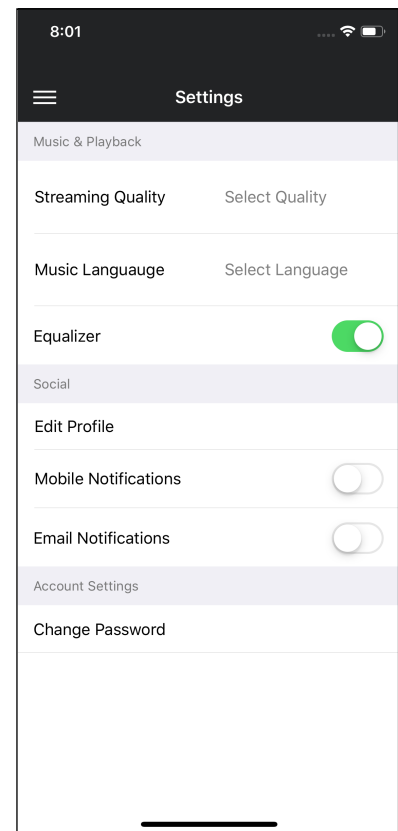 8:01
Settings
Music & Playback
Streaming Quality Select Quality
Music Languauge Select Language
Equalizer
Social
Edit Profile
Mobile Notifications
Email Notifications
Account Settings
Change Password